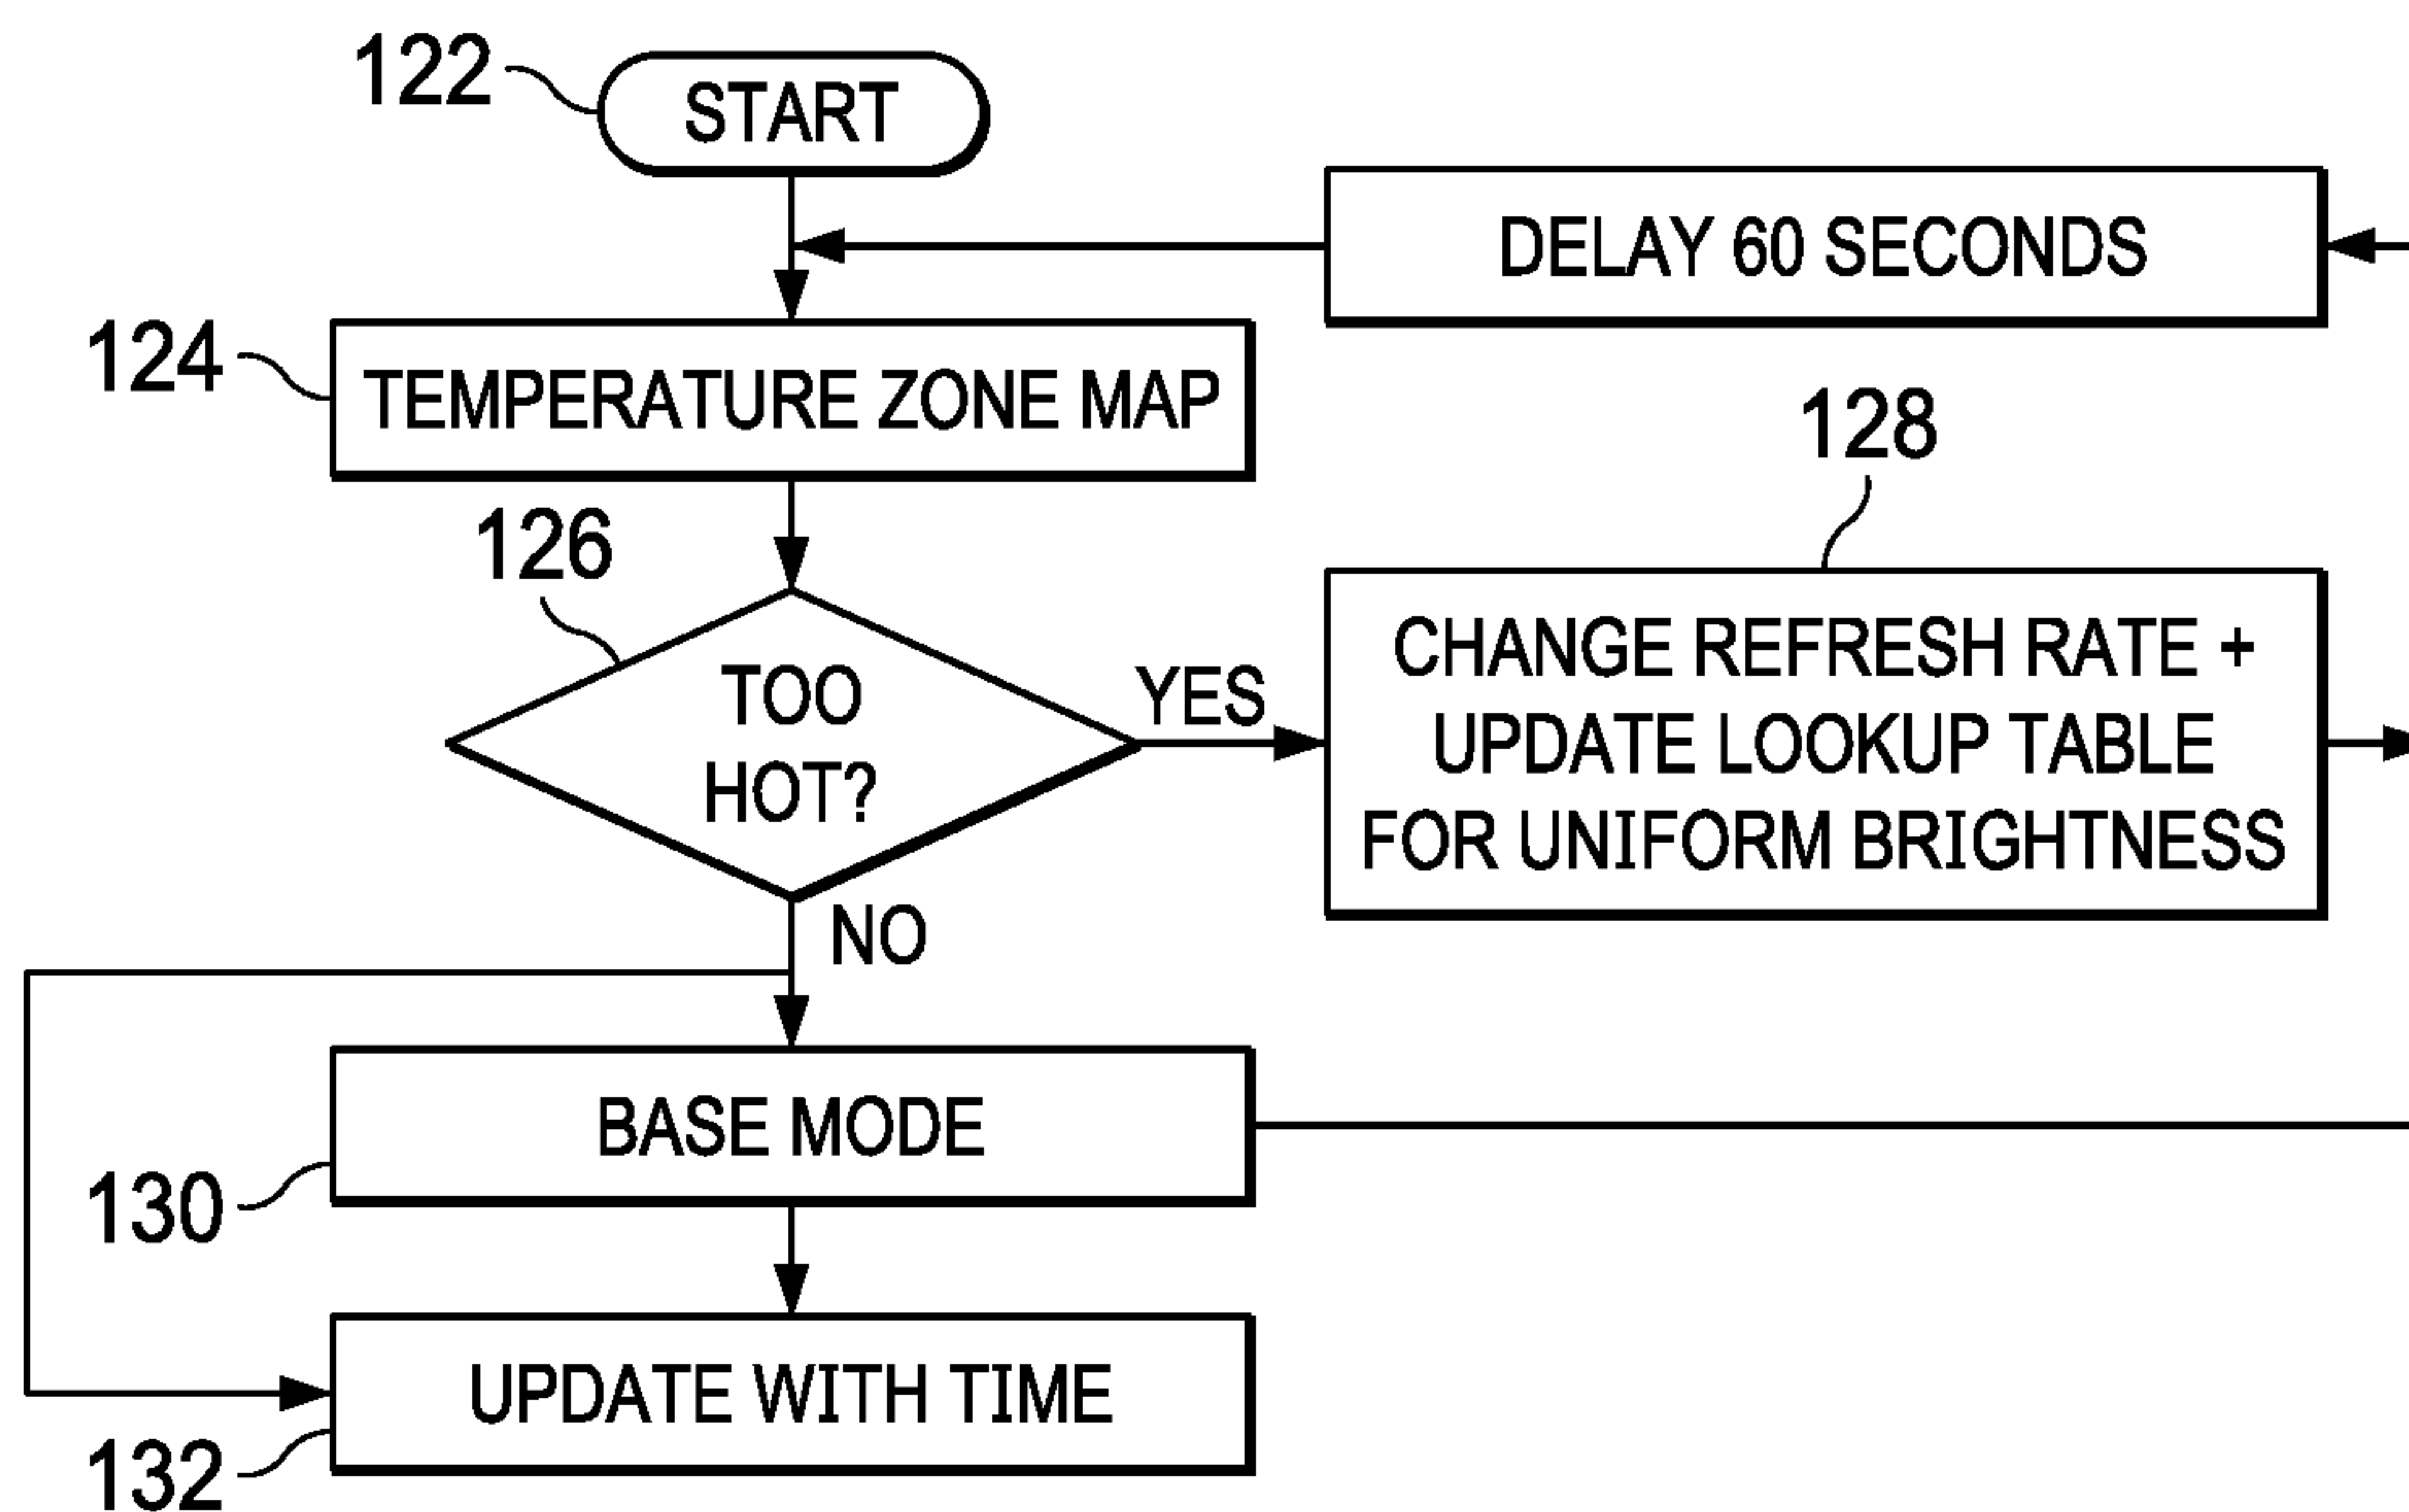 122
START
DELAY 60 SECONDS
124
TEMPERATURE ZONE MAP
128
126
TOO
HOT?
YES
CHANGE REFRESH RATE +
UPDATE LOOKUP TABLE
FOR UNIFORM BRIGHTNESS
NO
BASE MODE
130
UPDATE WITH TIME
132